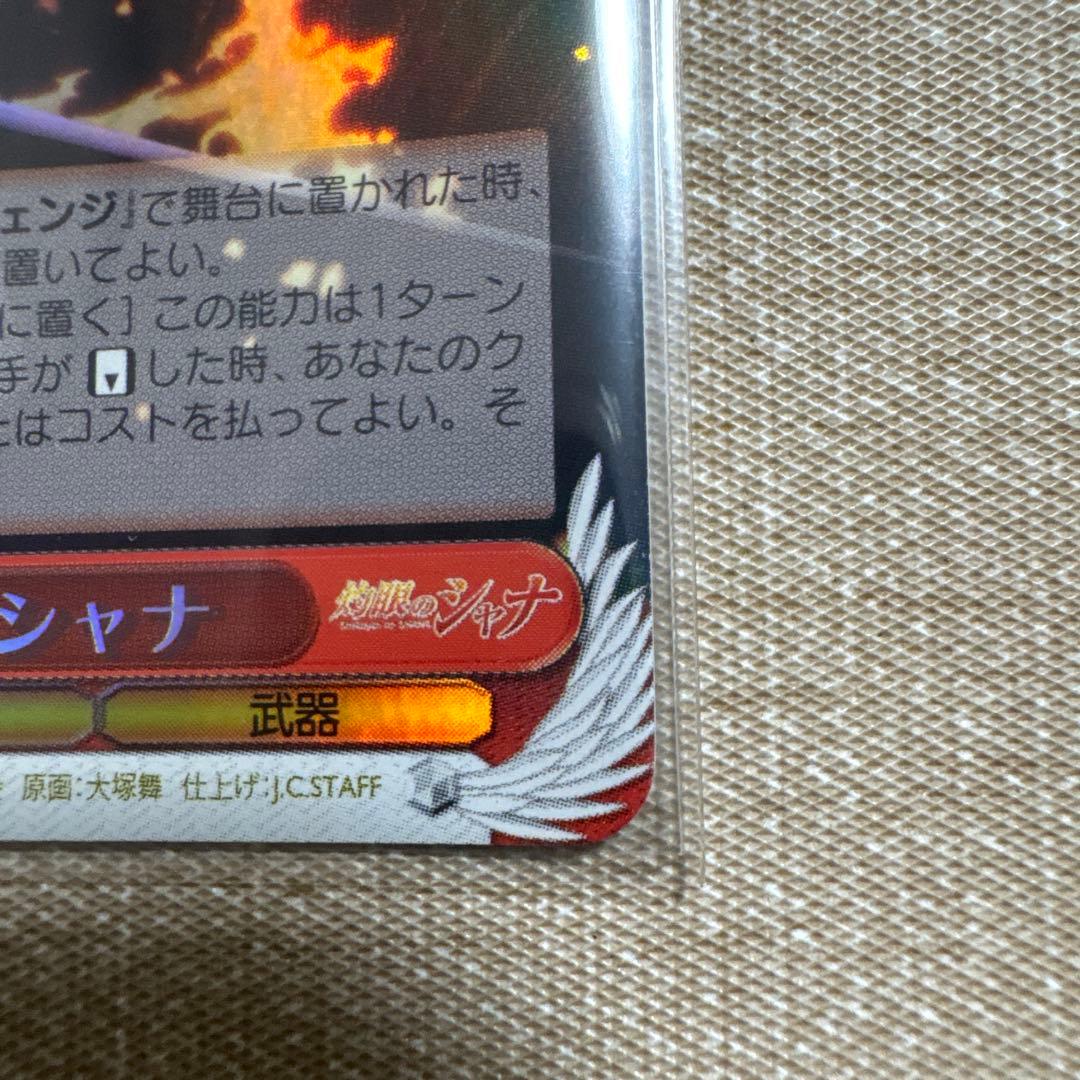 ェンジ』で舞台に置かれた時、
置いてよい。
に置く］この能力は1ターン
手が した時、あなたのク
はコストを払ってよい。そ
シャナ
灼眼のシャナ
武器
原画:大塚舞 仕上げ:J.C.STAFF